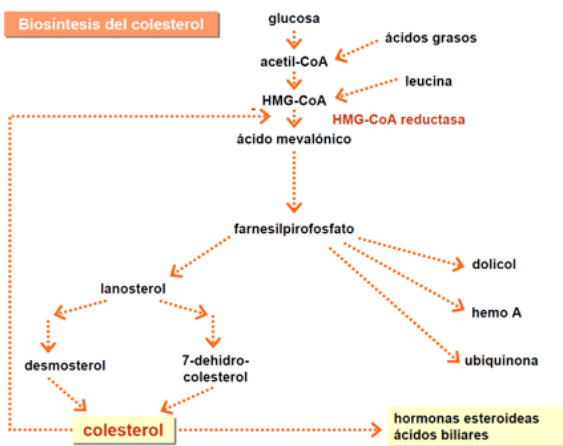 Biosíntesis del colesterol
glucosa
ácidos grasos
acetil-CoA
leucina
HMG-CoA
HMG-CoA reductasa
ácido mevalónico
farnesilpirofosfato
dolicol
lanosterol
hemo A
7-dehidro-
colesterol
desmosterol
ubiquinona
colesterol
hormonas esteroideas
ácidos biliares